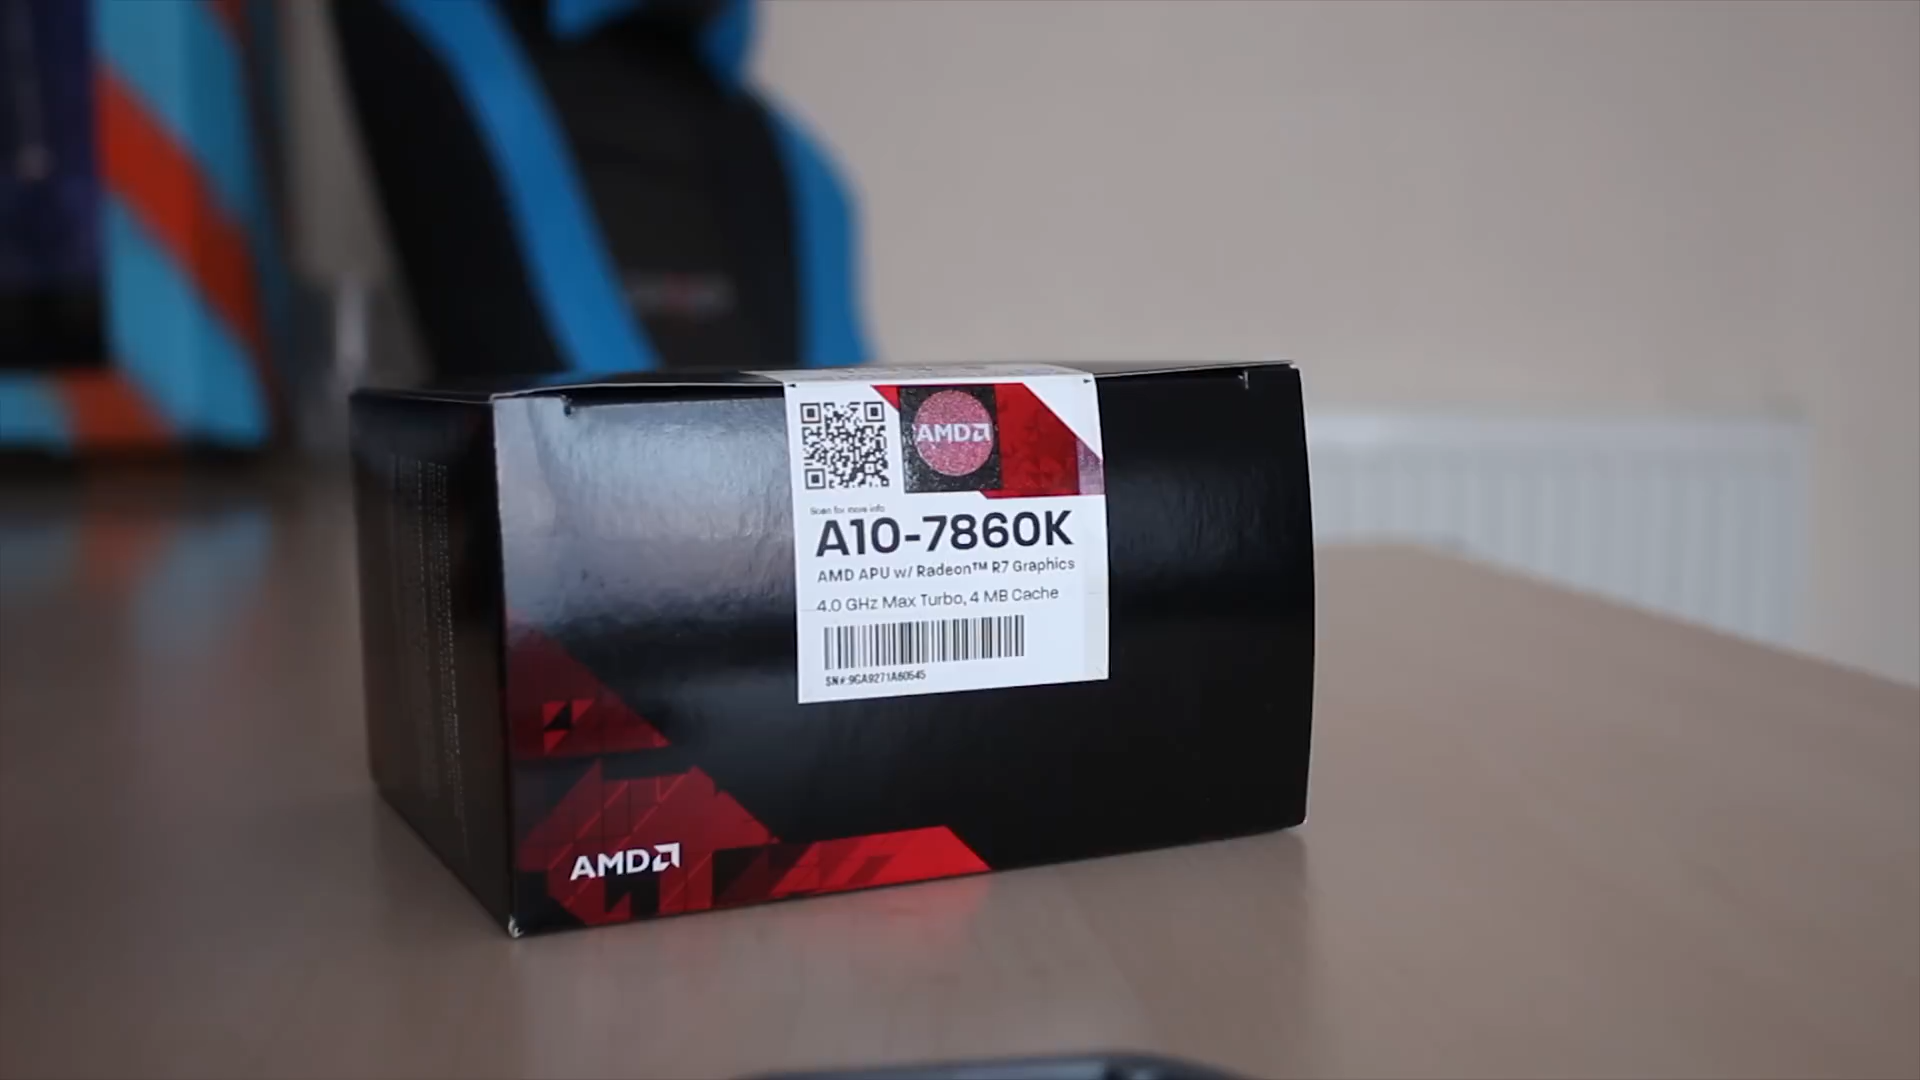 AMD
Scan for more info
A10-7860K
AMD APU w/ Radeon™ R7 Graphics
4.0 GHz Max Turbo, 4 MB Cache
SN#:9GA9271A60545
AMD